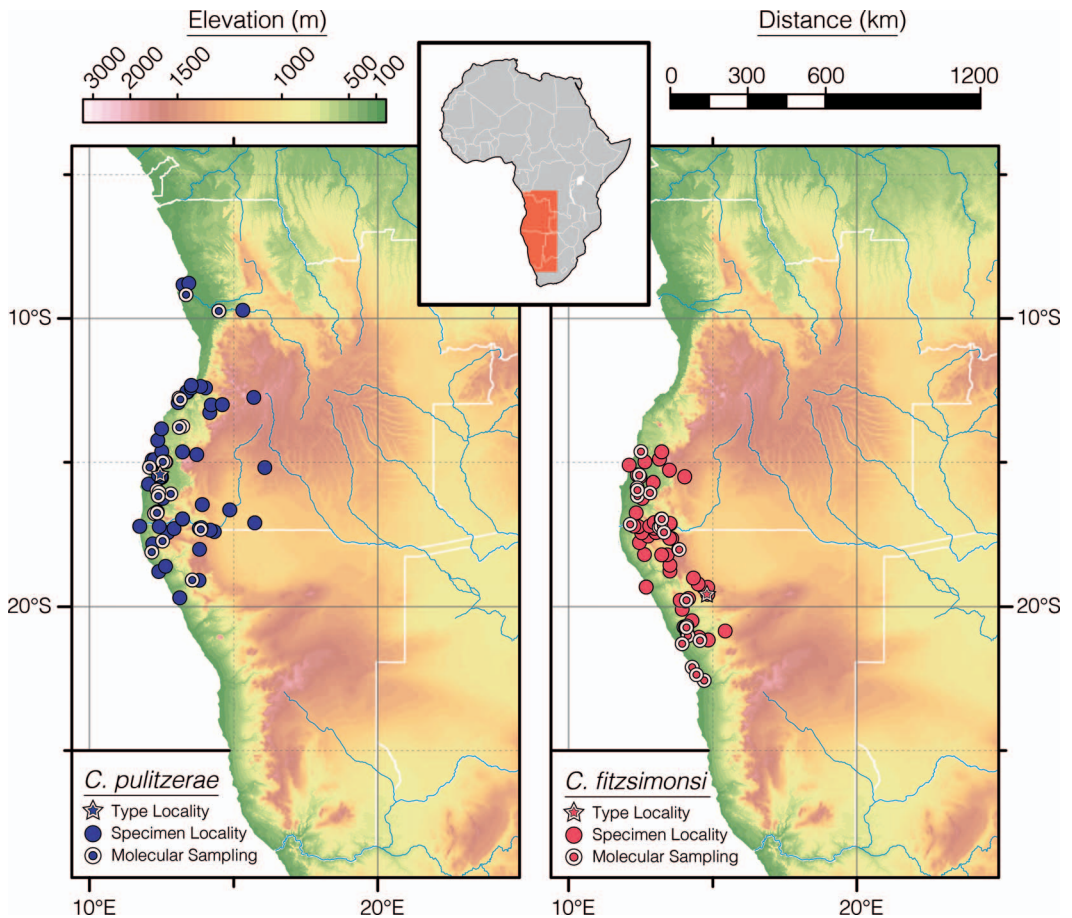 Elevation (m)
3000
2000
1500
1000
500
100
Distance (km)
0
300
600
1200
10°S
20°S
10°S
20°S
C. pulitzerae
Type Locality
Specimen Locality
Molecular Sampling
C. fitzsimonsi
Type Locality
Specimen Locality
Molecular Sampling
10°E
20°E
10°E
20°E